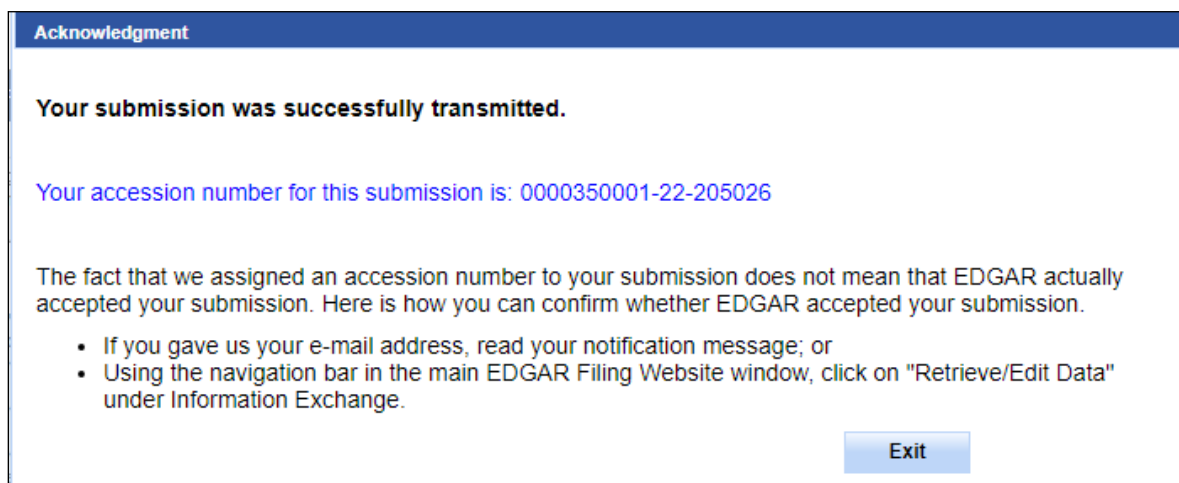 Acknowledgment
Your submission was successfully transmitted.
Your accession number for this submission is: 0000350001-22-205026
The fact that we assigned an accession number to your submission does not mean that EDGAR actually
accepted your submission. Here is how you can confirm whether EDGAR accepted your submission.
• If you gave us your e-mail address, read your notification message; or
• Using the navigation bar in the main EDGAR Filing Website window, click on "Retrieve/Edit Data"
under Information Exchange.
Exit